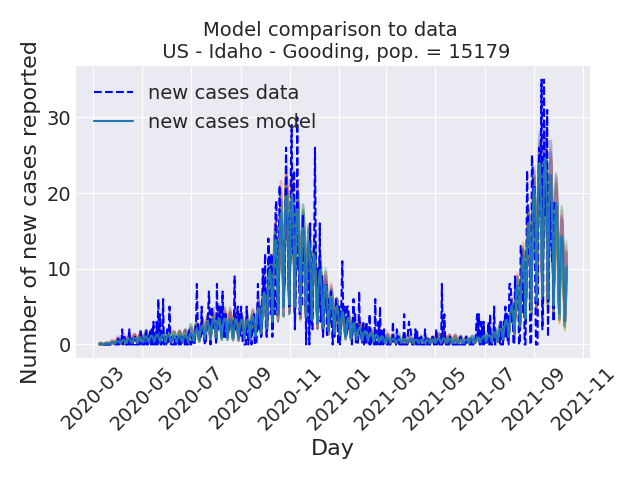 Model comparison to data
US - Idaho - Gooding, pop. = 15179
Number of new cases reported
new cases data
new cases model
30
20
10
0
2020-03
2020-05
2020-07
2020-09
2020-11
2021-01
2021-03
2021-05
2021-07
2021-09
2021-11
Day